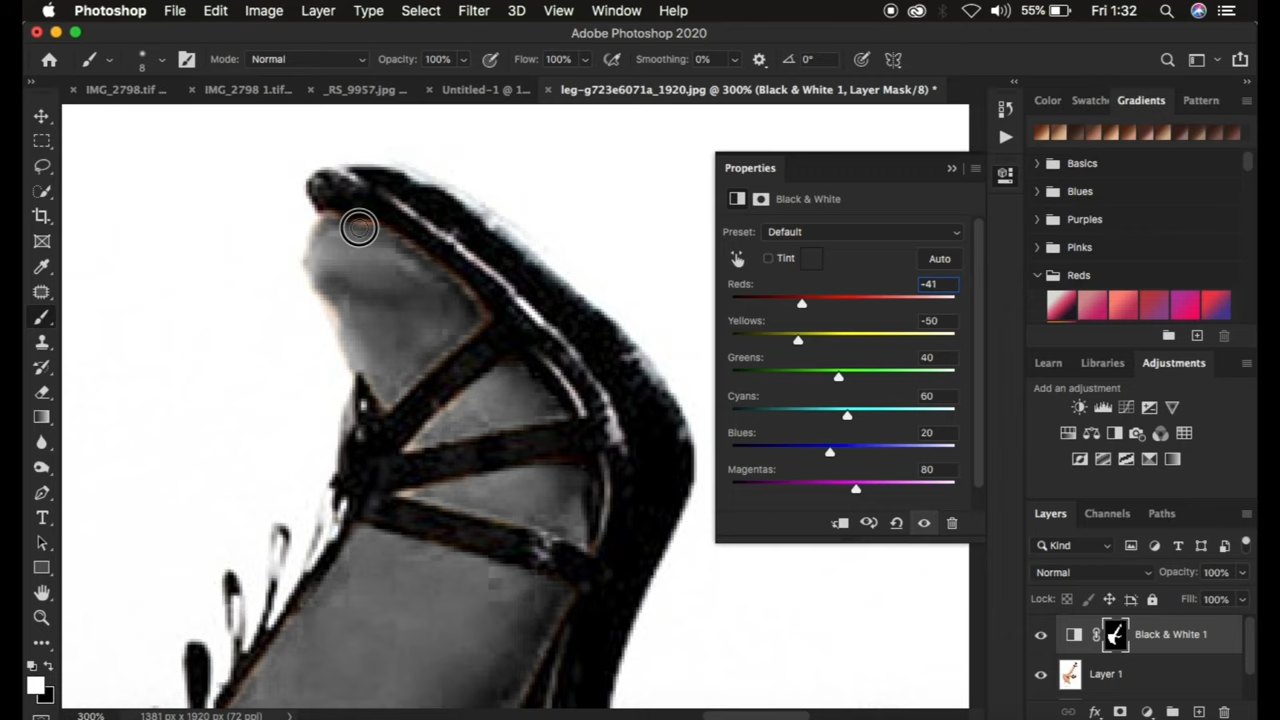 Photoshop File Edit Image Layer Type Select Filter 3D View Window Help 55% Fri 1:32
Adobe Photoshop 2020
8 Mode: Normal Opacity: 100% Flow: 100% Smoothing: 0% 0°
IMG_2798.tif ... IMG_2798 1.tif... _RS_9957.jpg ... Untitled-1 @ 1... leg-g723e6071a_1920.jpg @ 300% (Black & White 1, Layer Mask/8) *
Color Swatche Gradients Pattern
Basics
Blues
Purples
Pinks
Reds
Properties
Black & White
Preset: Default
Tint Auto
Reds: -41
Yellows: -50
Greens: 40
Cyans: 60
Blues: 20
Magentas: 80
Learn Libraries Adjustments
Add an adjustment
Layers Channels Paths
Kind
Normal Opacity: 100%
Lock: Fill: 100%
Black & White 1
Layer 1
fx
300% 1381 px x 1920 px (72 ppi)